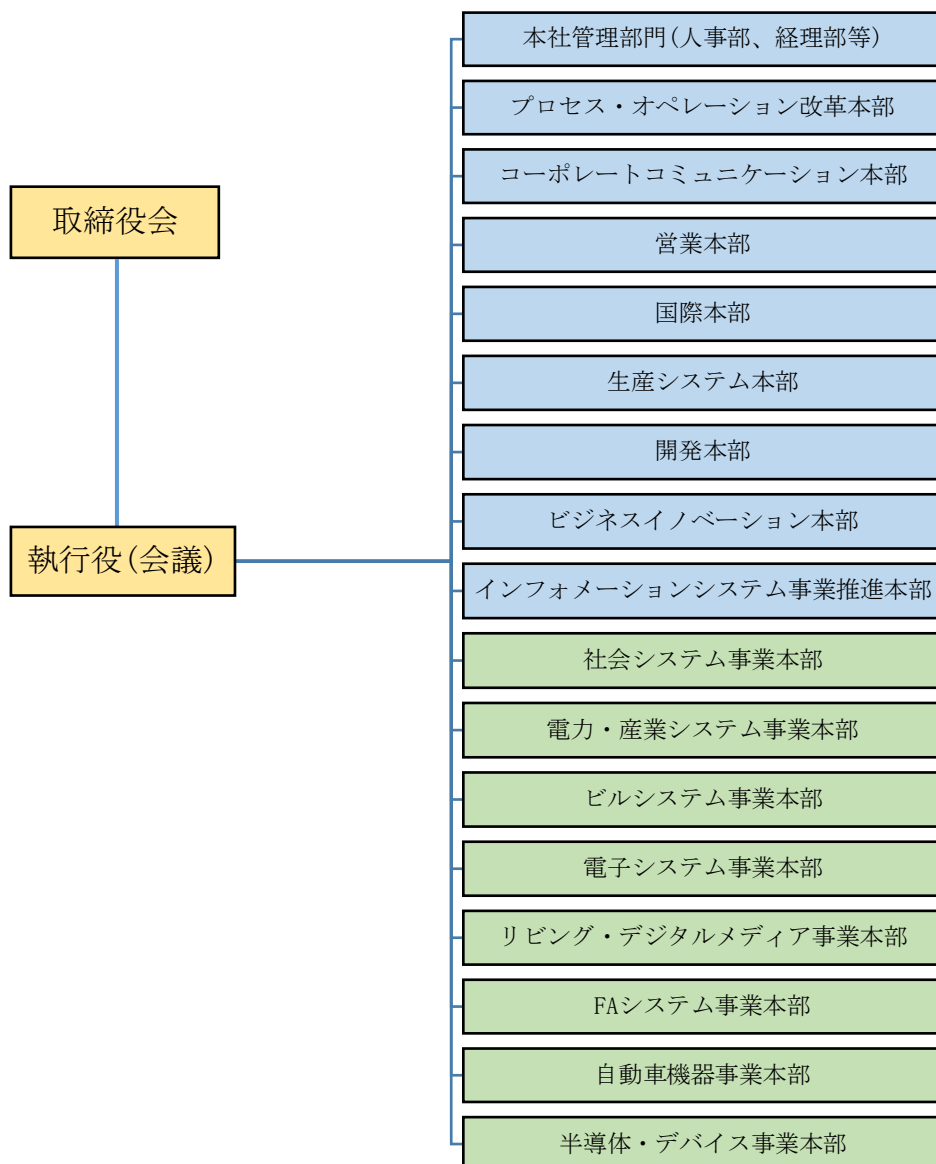 取締役会
執行役(会議)
本社管理部門(人事部、経理部等)
プロセス・オペレーション改革本部
コーポレートコミュニケーション本部
営業本部
国際本部
生産システム本部
開発本部
ビジネスイノベーション本部
インフォメーションシステム事業推進本部
社会システム事業本部
電力・産業システム事業本部
ビルシステム事業本部
電子システム事業本部
リビング・デジタルメディア事業本部
FAシステム事業本部
自動車機器事業本部
半導体・デバイス事業本部